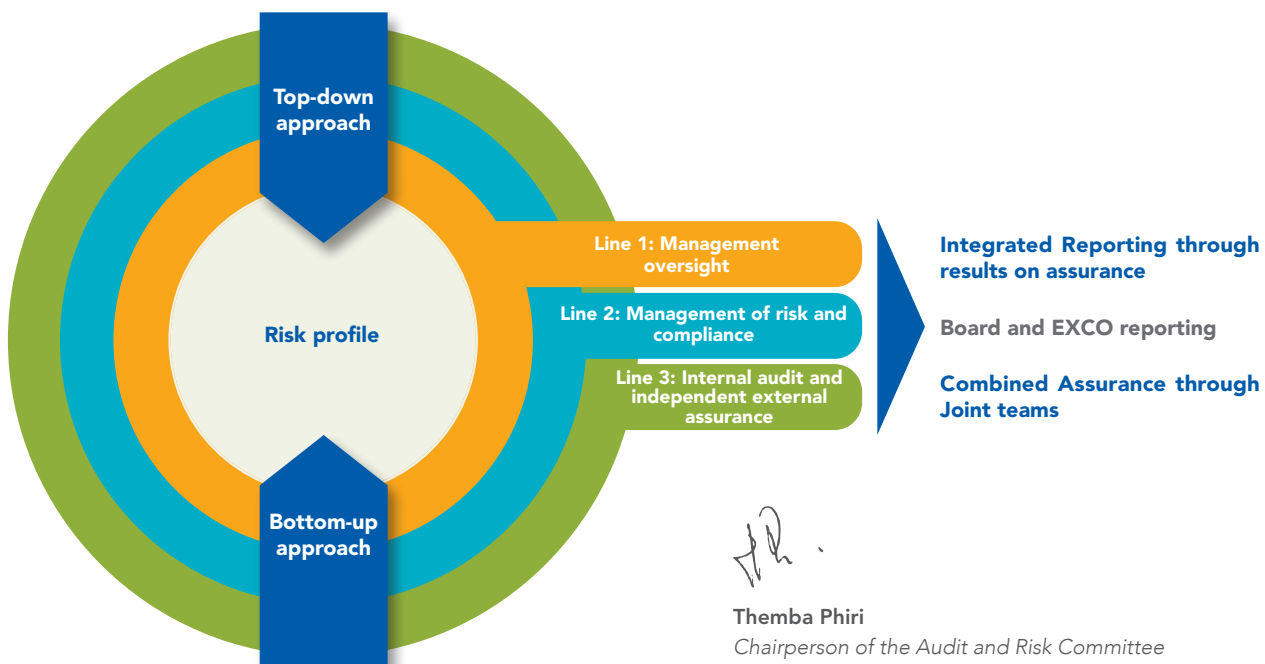 Top-down
approach
Line 1: Management
oversight
Integrated Reporting through
results on assurance
Risk profile
Line 2: Management of risk and
compliance
Board and EXCO reporting
Line 3: Internal audit and
independent external
assurance
Combined Assurance through
Joint teams
Bottom-up
approach
Themba Phiri
Chairperson of the Audit and Risk Committee